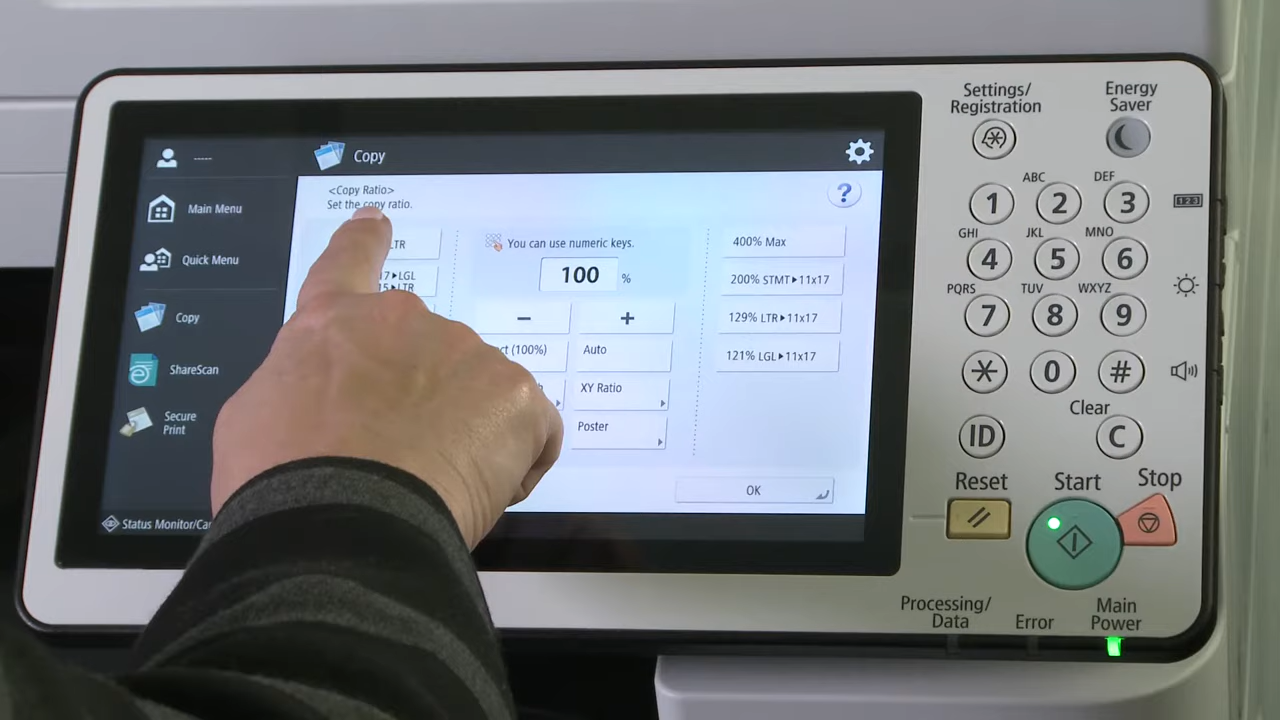 -----
Main Menu
Quick Menu
Copy
ShareScan
Secure
Print
Status Monitor/Ca
Copy
<Copy Ratio>
Set the copy ratio.
LTR
17▶LGL
15▶LTR
You can use numeric keys.
100 %
−
+
ct (100%)
Auto
XY Ratio
Poster
?
400% Max
200% STMT▶11x17
129% LTR▶11x17
121% LGL▶11x17
OK
Settings/
Registration
Energy
Saver
ABC
DEF
1
2
3
123
GHI
JKL
MNO
4
5
6
PQRS
TUV
WXYZ
7
8
9
*
0
#
Clear
ID
C
Reset
Start
Stop
Processing/
Data
Error
Main
Power